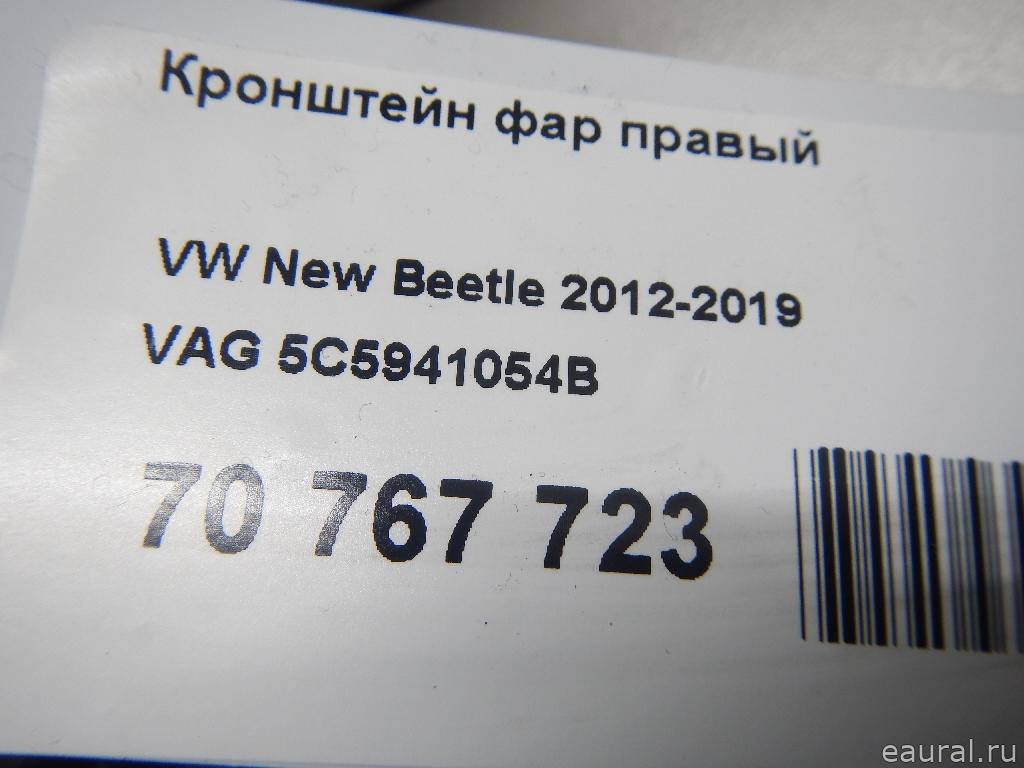 Кронштейн фар правый
VW New Beetle 2012-2019
VAG 5C5941054B
70 767 723
eaural.ru